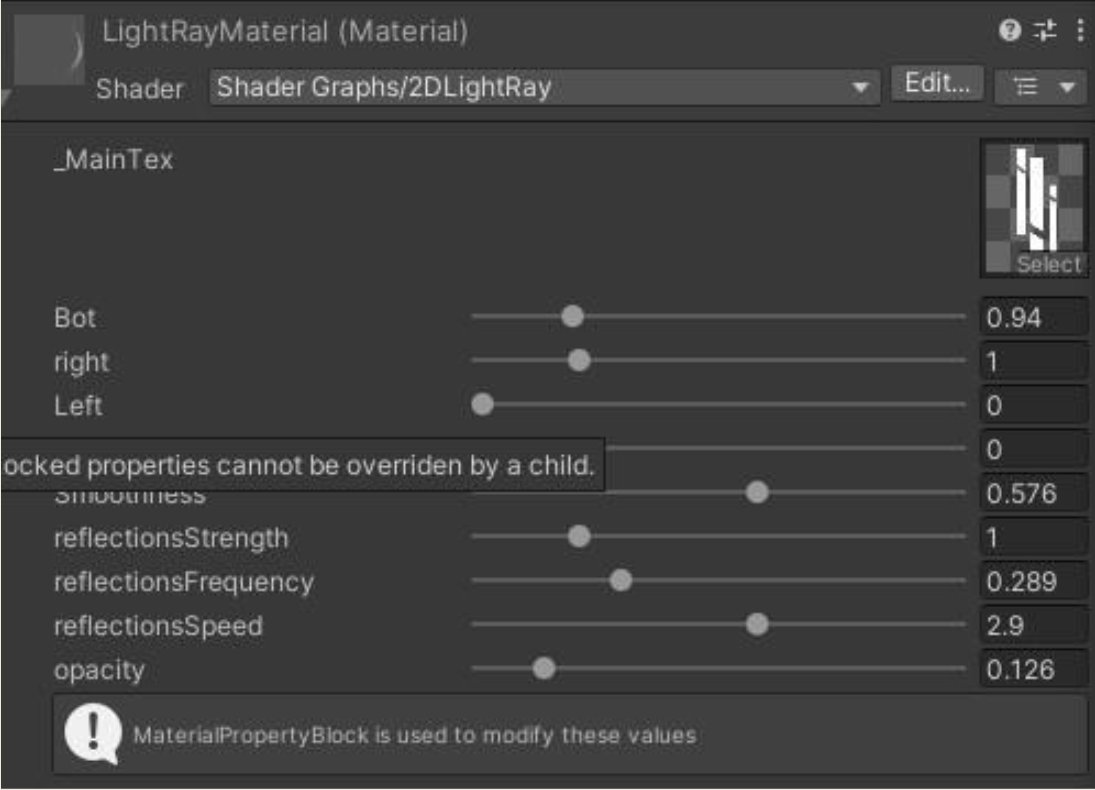 LightRayMaterial (Material)
Shader Shader Graphs/2DLightRay Edit...
_MainTex
Select
Bot 0.94
right 1
Left 0
ocked properties cannot be overriden by a child. 0
Smoothness 0.576
reflectionsStrength 1
reflectionsFrequency 0.289
reflectionsSpeed 2.9
opacity 0.126
MaterialPropertyBlock is used to modify these values